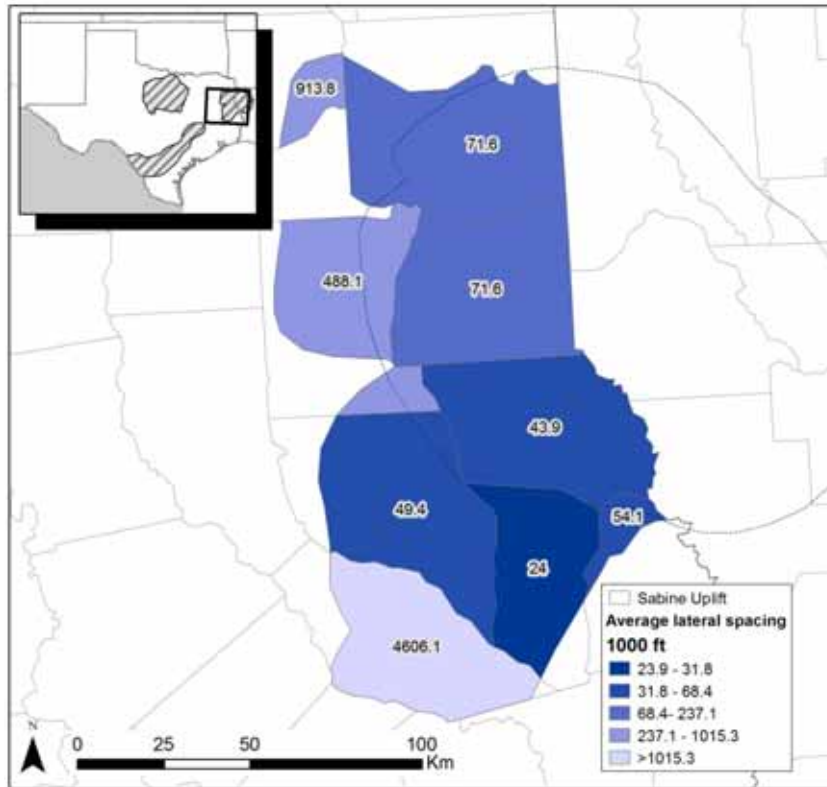 913.8
71.6
488.1
71.6
43.9
49.4
54.1
24
4606.1
Sabine Uplift
Average lateral spacing
1000 ft
23.9 - 31.8
31.8 - 68.4
68.4- 237.1
237.1 - 1015.3
>1015.3
N
0 25 50 100
Km